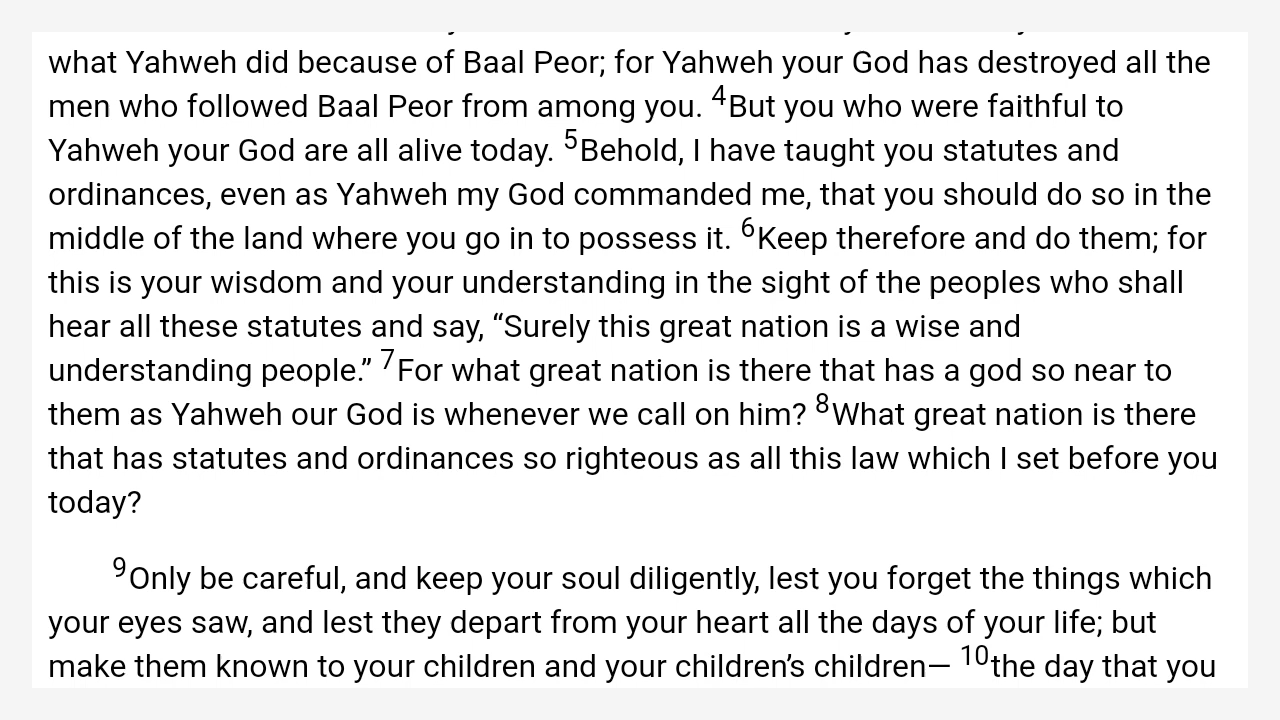 what Yahweh did because of Baal Peor; for Yahweh your God has destroyed all the
men who followed Baal Peor from among you. 4But you who were faithful to
Yahweh your God are all alive today. 5Behold, I have taught you statutes and
ordinances, even as Yahweh my God commanded me, that you should do so in the
middle of the land where you go in to possess it. 6Keep therefore and do them; for
this is your wisdom and your understanding in the sight of the peoples who shall
hear all these statutes and say, “Surely this great nation is a wise and
understanding people.” 7For what great nation is there that has a god so near to
them as Yahweh our God is whenever we call on him? 8What great nation is there
that has statutes and ordinances so righteous as all this law which I set before you
today?
9Only be careful, and keep your soul diligently, lest you forget the things which
your eyes saw, and lest they depart from your heart all the days of your life; but
make them known to your children and your children’s children— 10the day that you